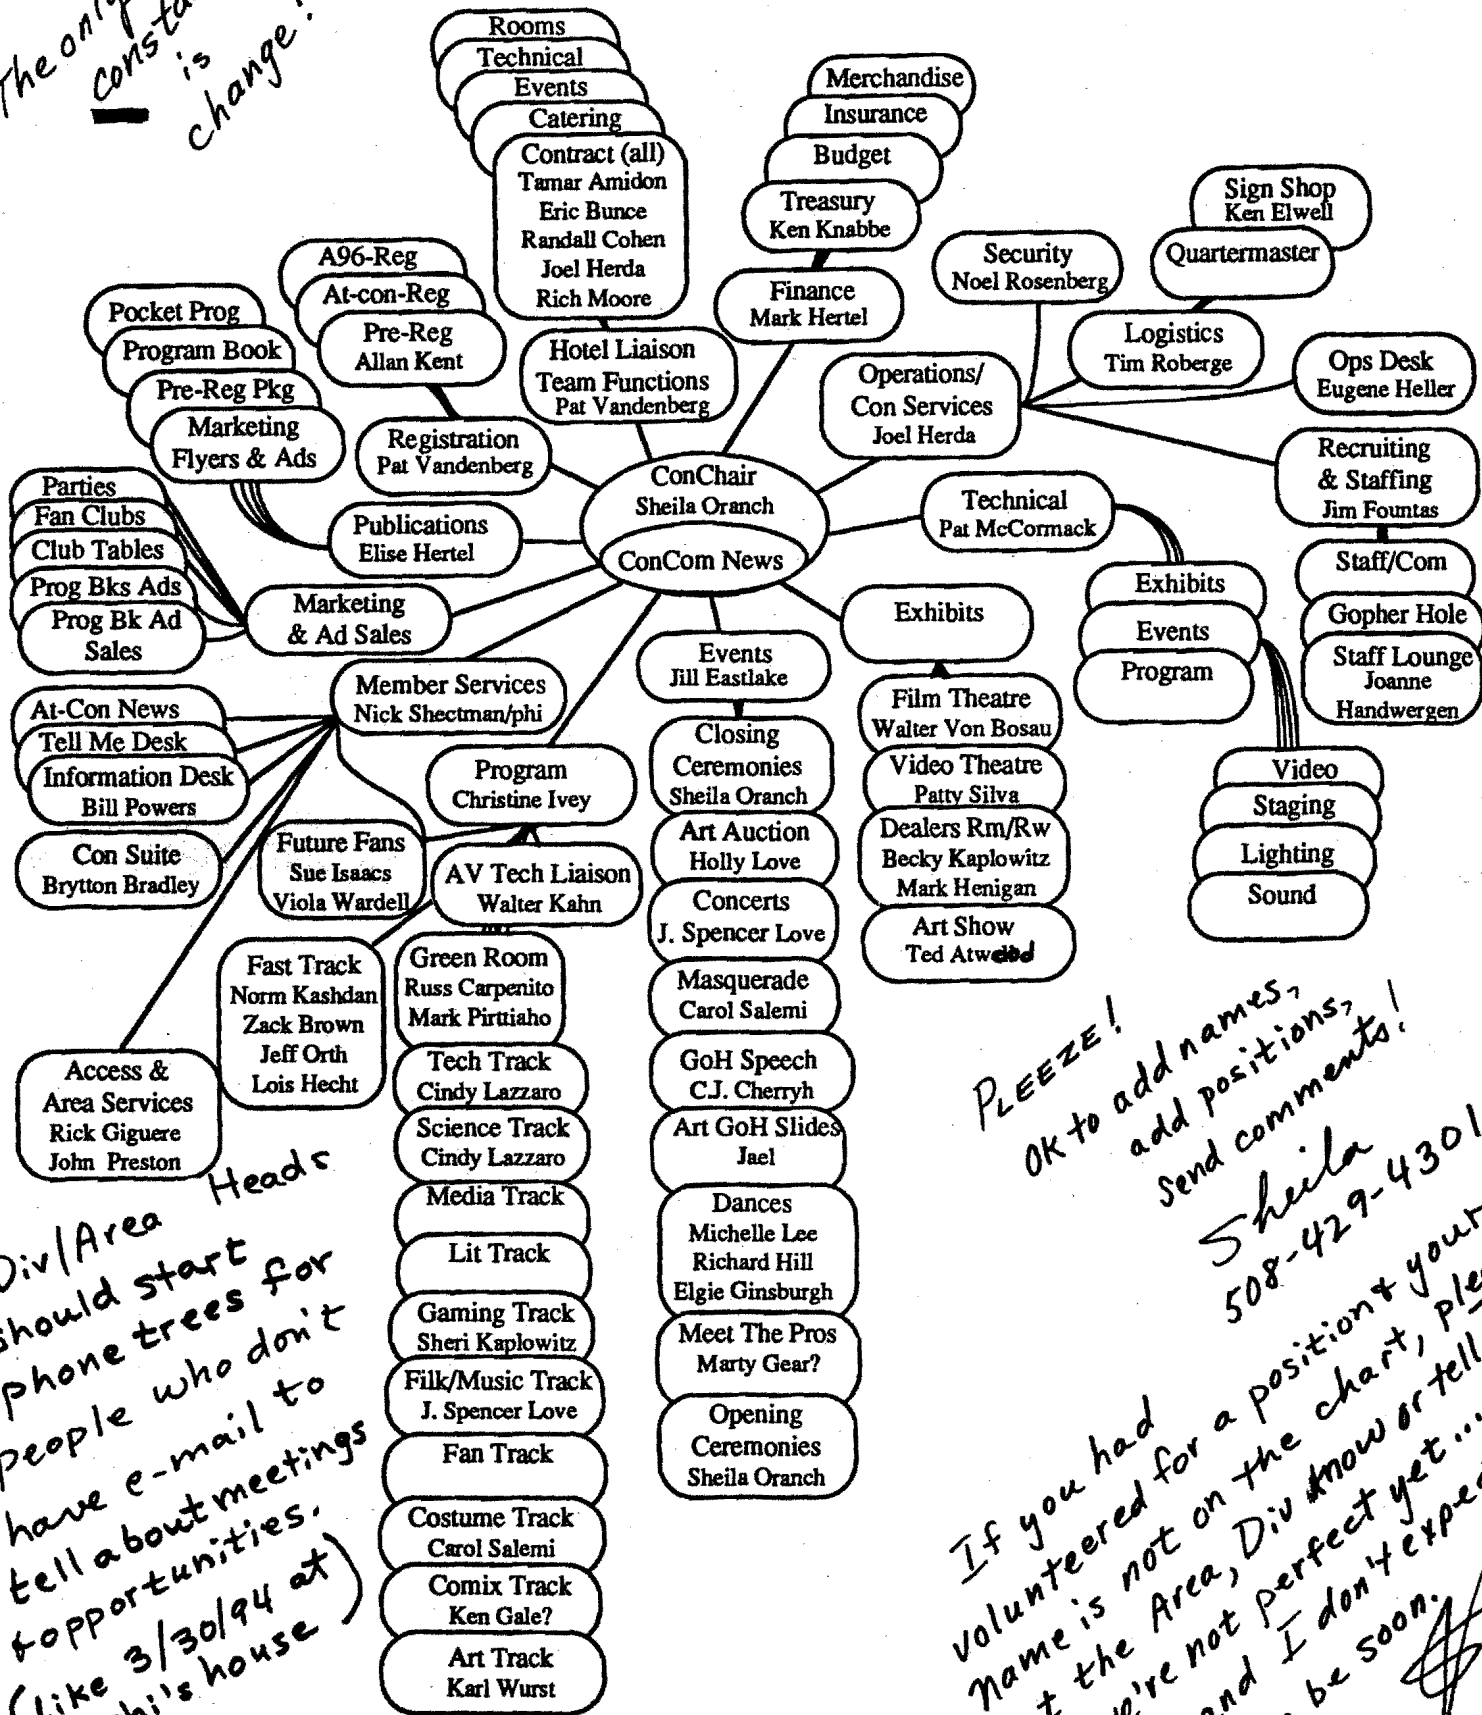 The only
consta
is
change!
Rooms
Technical
Events
Catering
Contract (all)
Tamar Amidon
Eric Bunce
Randall Cohen
Joel Herda
Rich Moore
Hotel Liaison
Team Functions
Pat Vandenberg
Merchandise
Insurance
Budget
Treasury
Ken Knabbe
Finance
Mark Hertel
Sign Shop
Ken Elwell
Quartermaster
Security
Noel Rosenberg
Logistics
Tim Roberge
Ops Desk
Eugene Heller
Operations/
Con Services
Joel Herda
Recruiting
& Staffing
Jim Fountas
Staff/Com
Gopher Hole
Staff Lounge
Joanne
Handwergen
A96-Reg
At-con-Reg
Pre-Reg
Allan Kent
Registration
Pat Vandenberg
Pocket Prog
Program Book
Pre-Reg Pkg
Marketing
Flyers & Ads
Publications
Elise Hertel
ConChair
Sheila Oranch
ConCom News
Technical
Pat McCormack
Exhibits
Events
Program
Video
Staging
Lighting
Sound
Parties
Fan Clubs
Club Tables
Prog Bks Ads
Prog Bk Ad
Sales
Marketing
& Ad Sales
Member Services
Nick Shectman/phi
At-Con News
Tell Me Desk
Information Desk
Bill Powers
Con Suite
Brytton Bradley
Access &
Area Services
Rick Giguere
John Preston
Program
Christine Ivey
Future Fans
Sue Isaacs
Viola Wardell
AV Tech Liaison
Walter Kahn
Fast Track
Norm Kashdan
Zack Brown
Jeff Orth
Lois Hecht
Green Room
Russ Carpenito
Mark Pirttiaho
Tech Track
Cindy Lazzaro
Science Track
Cindy Lazzaro
Media Track
Lit Track
Gaming Track
Sheri Kaplowitz
Filk/Music Track
J. Spencer Love
Fan Track
Costume Track
Carol Salemi
Comix Track
Ken Gale?
Art Track
Karl Wurst
Events
Jill Eastlake
Closing
Ceremonies
Sheila Oranch
Art Auction
Holly Love
Concerts
J. Spencer Love
Masquerade
Carol Salemi
GoH Speech
C.J. Cherryh
Art GoH Slides
Jael
Dances
Michelle Lee
Richard Hill
Elgie Ginsburgh
Meet The Pros
Marty Gear?
Opening
Ceremonies
Sheila Oranch
Exhibits
Film Theatre
Walter Von Bosau
Video Theatre
Patty Silva
Dealers Rm/Rw
Becky Kaplowitz
Mark Henigan
Art Show
Ted Atwood
Div/Area Heads
should start
phone trees for
people who don't
have e-mail to
tell about meetings
& opportunities.
(like 3/30/94 at
hi's house)
PLEEZE!
OK to add names,
add positions,
send comments!
Sheila
508-429-4301
If you had
volunteered for a position & your
name is not on the chart, ple
t the Area, Div know or tell
e're not perfect yet...
and I don't expe
be soon.